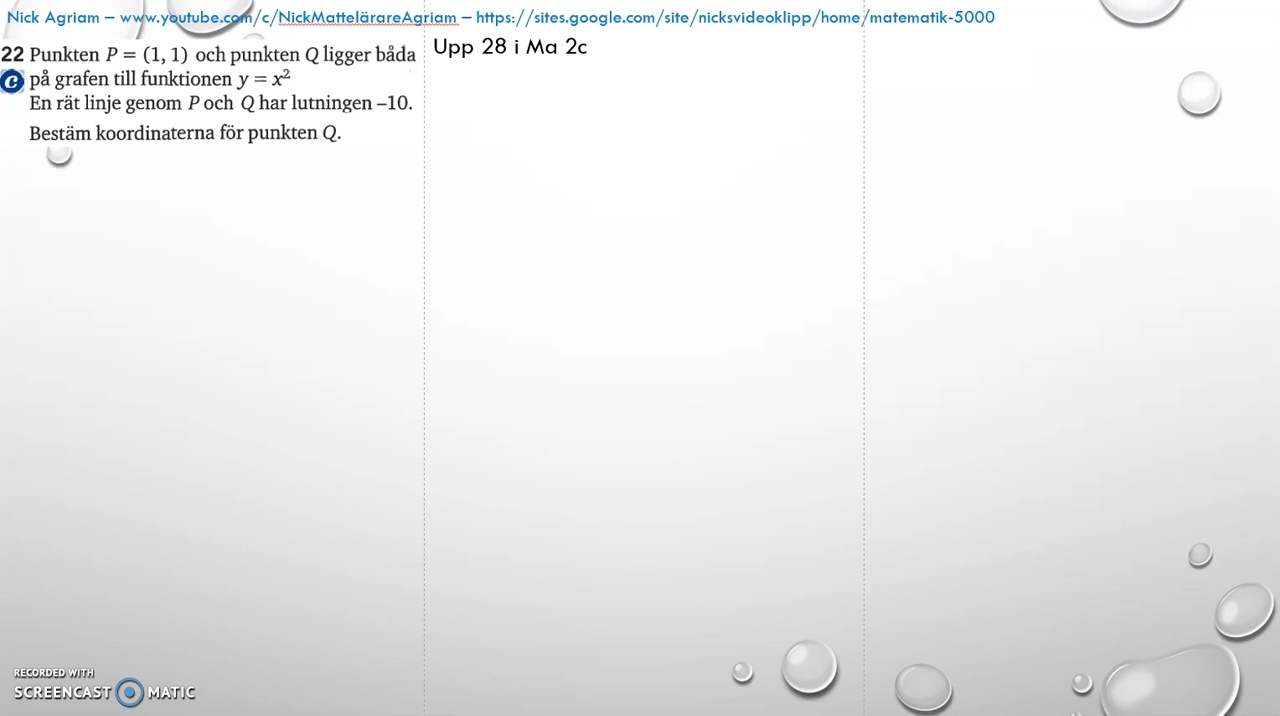 Nick Agriam – www.youtube.com/c/NickMattelärareAgriam – https://sites.google.com/site/nicksvideoklipp/home/matematik-5000
22 Punkten P = (1, 1) och punkten Q ligger båda
C på grafen till funktionen y = x²
En rät linje genom P och Q har lutningen –10.
Bestäm koordinaterna för punkten Q.
Upp 28 i Ma 2c
RECORDED WITH
SCREENCAST MATIC